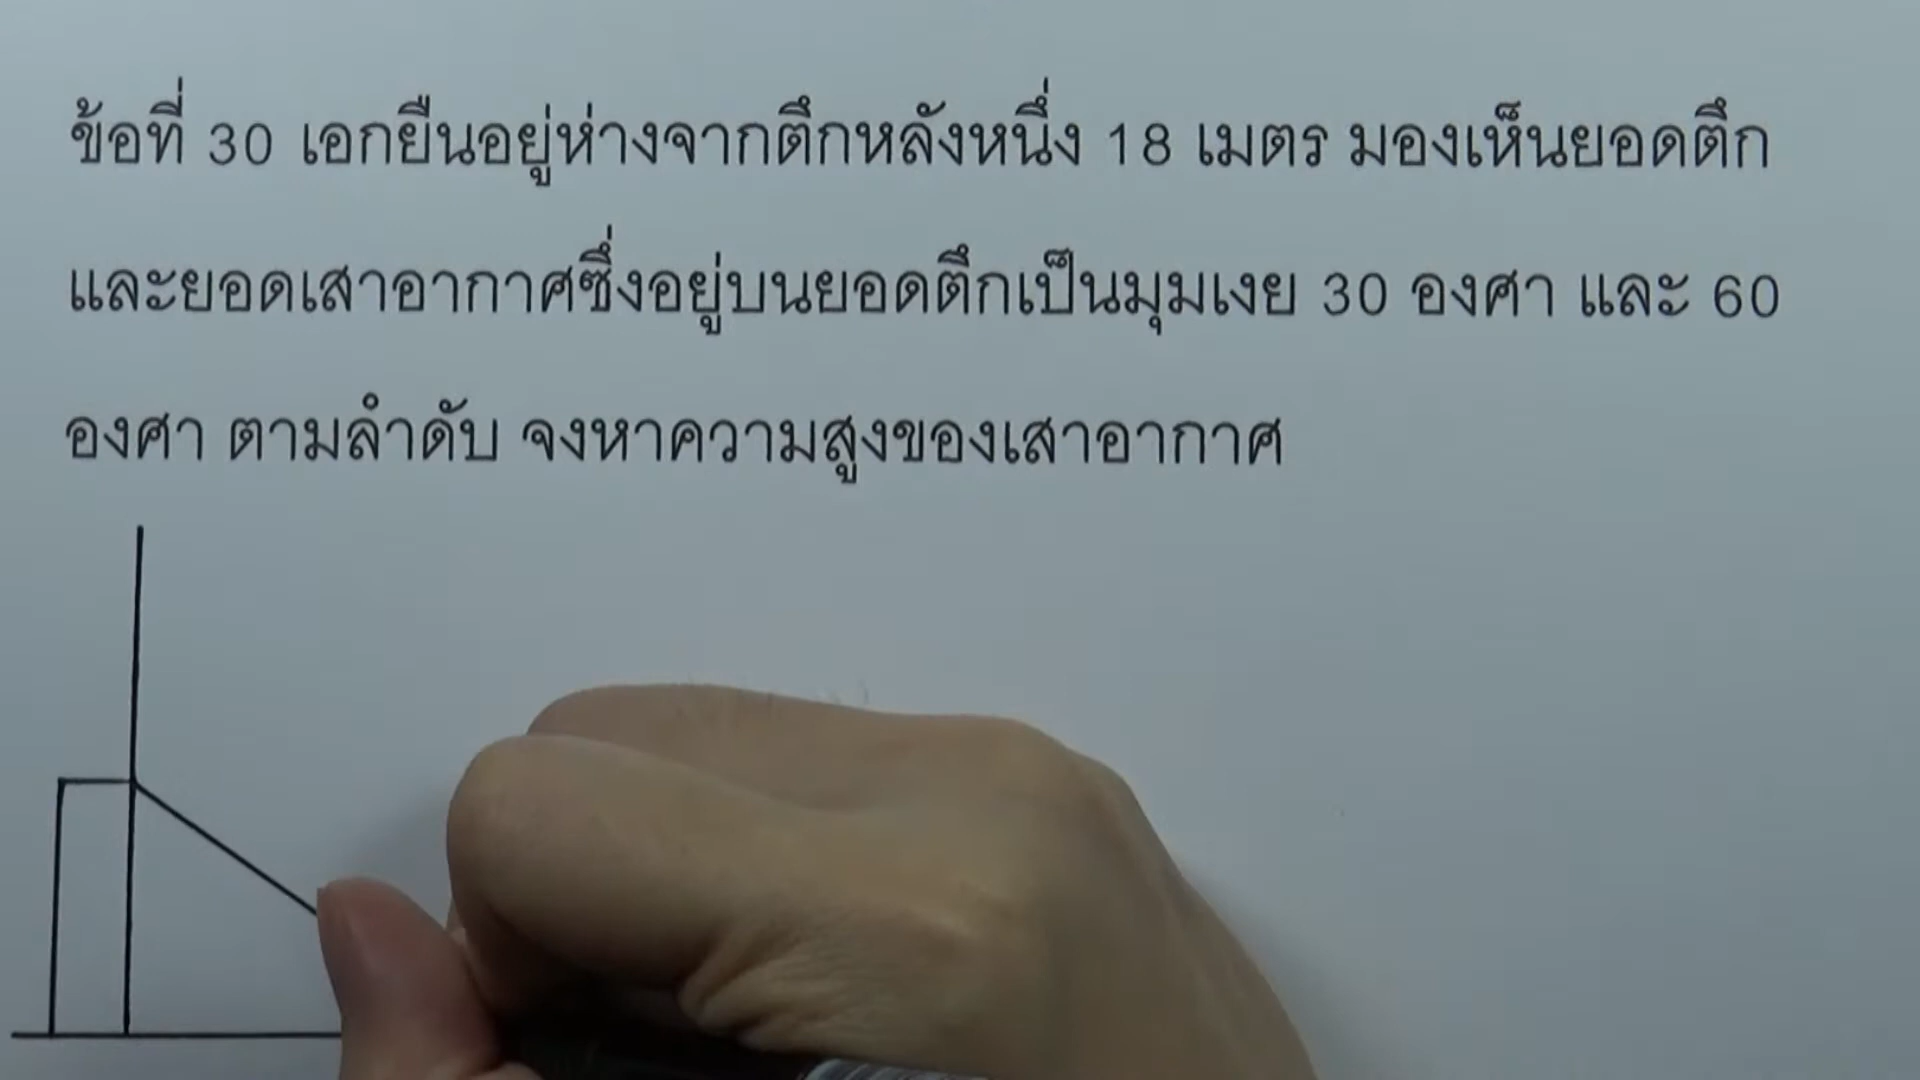 ข้อที่ 30 เอกยืนอยู่ห่างจากตึกหลังหนึ่ง 18 เมตร มองเห็นยอดตึก
และยอดเสาอากาศซึ่งอยู่บนยอดตึกเป็นมุมเงย 30 องศา และ 60
องศา ตามลำดับ จงหาความสูงของเสาอากาศ